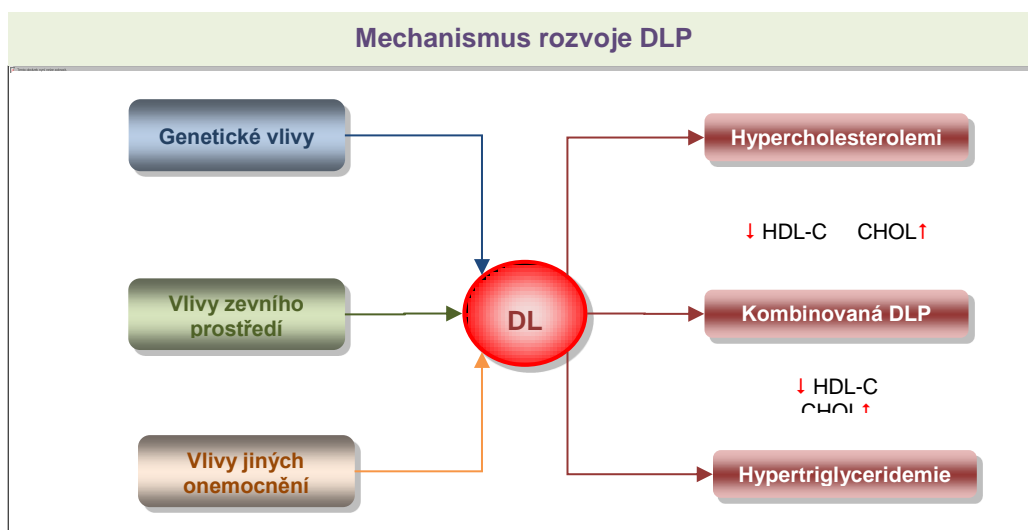 Mechanismus rozvoje DLP
Genetické vlivy
Hypercholesterolemi
↓ HDL-C CHOL↑
Vlivy zevního
prostředí
DL
Kombinovaná DLP
↓ HDL-C
CHOL↑
Vlivy jiných
onemocnění
Hypertriglyceridemie